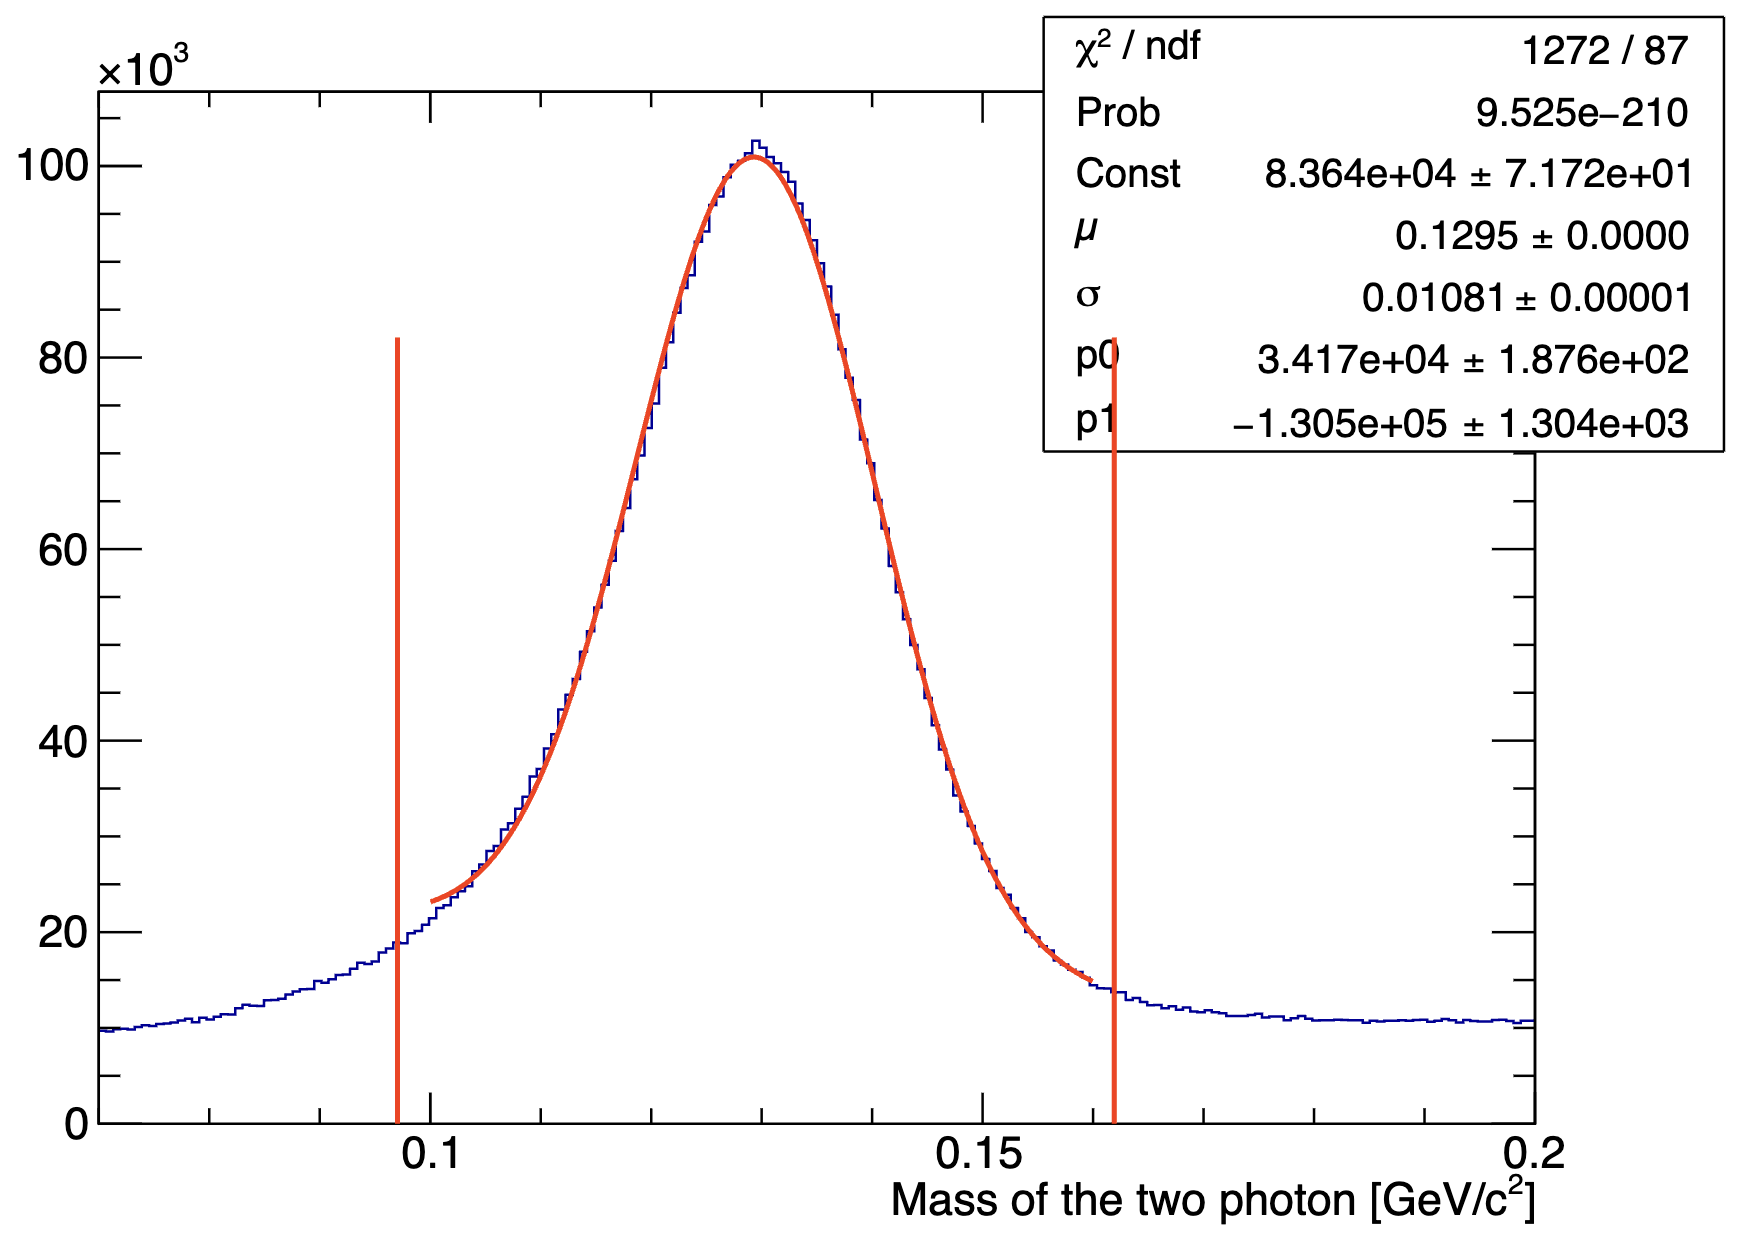 ×10³
χ² / ndf 1272 / 87
Prob 9.525e−210
Const 8.364e+04 ± 7.172e+01
μ 0.1295 ± 0.0000
σ 0.01081 ± 0.00001
p0 3.417e+04 ± 1.876e+02
p1 −1.305e+05 ± 1.304e+03
100
80
60
40
20
0
0.1 0.15 0.2
Mass of the two photon [GeV/c²]